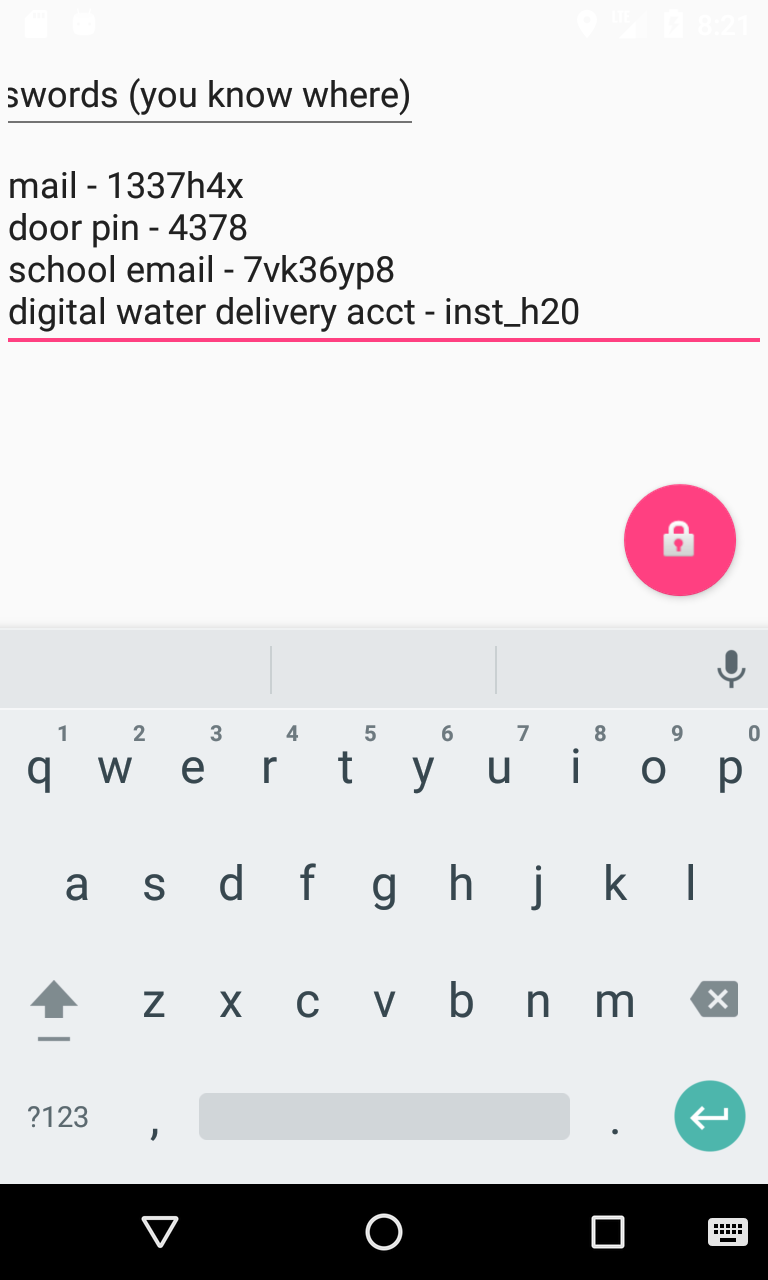 8:21
swords (you know where)
mail - 1337h4x
door pin - 4378
school email - 7vk36yp8
digital water delivery acct - inst_h20
1 2 3 4 5 6 7 8 9 0
q w e r t y u i o p
a s d f g h j k l
z x c v b n m
?123 , .